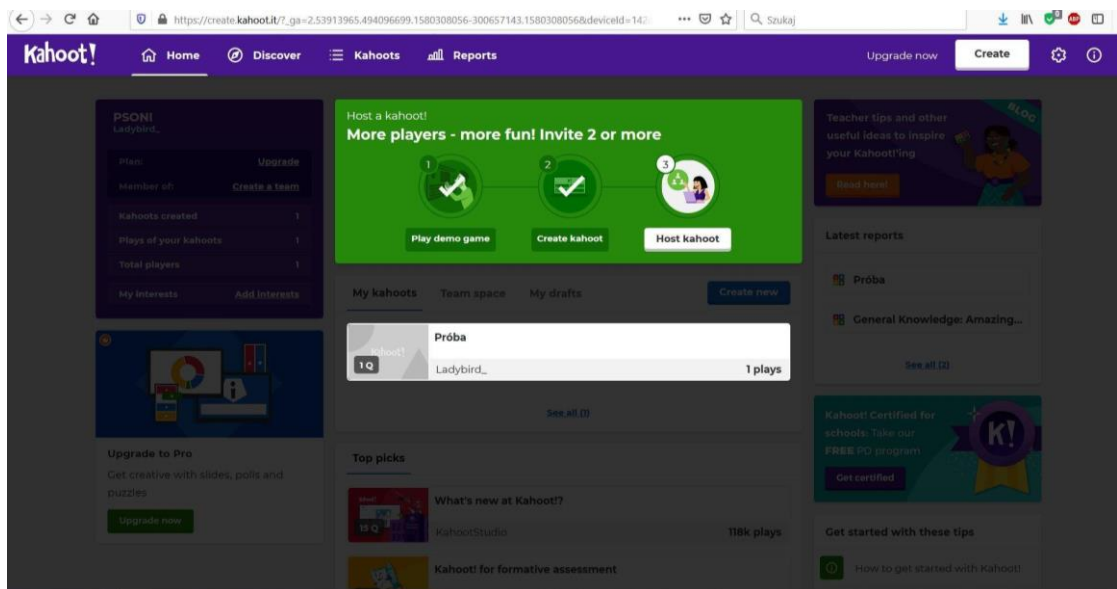 https://create.kahoot.it/?_ga=2.53913965.494096699.1580308056-300657143.1580308056&deviceId=142
Szukaj
Kahoot!
Home
Discover
Kahoots
Reports
Upgrade now
Create
PSONI
Ladybird_
Plan:
Upgrade
Member of:
Create a team
Kahoots created 1
Plays of your kahoots 1
Total players 1
My interests
Add interests
Upgrade to Pro
Get creative with slides, polls and
puzzles
Upgrade now
Host a kahoot!
More players - more fun! Invite 2 or more
1
2
3
Play demo game
Create kahoot
Host kahoot
My kahoots
Team space
My drafts
Create new
Kahoot!
1 Q
Próba
Ladybird_
1 plays
See all (1)
Top picks
15 Q
What's new at Kahoot!?
KahootStudio
118k plays
Kahoot! for formative assessment
BLOG
Teacher tips and other
useful ideas to inspire
your Kahoot!'ing
Read here!
Latest reports
Próba
General Knowledge: Amazing...
See all (2)
Kahoot! Certified for
schools: Take our
FREE PD program
K!
Get certified
Get started with these tips
How to get started with Kahoot!